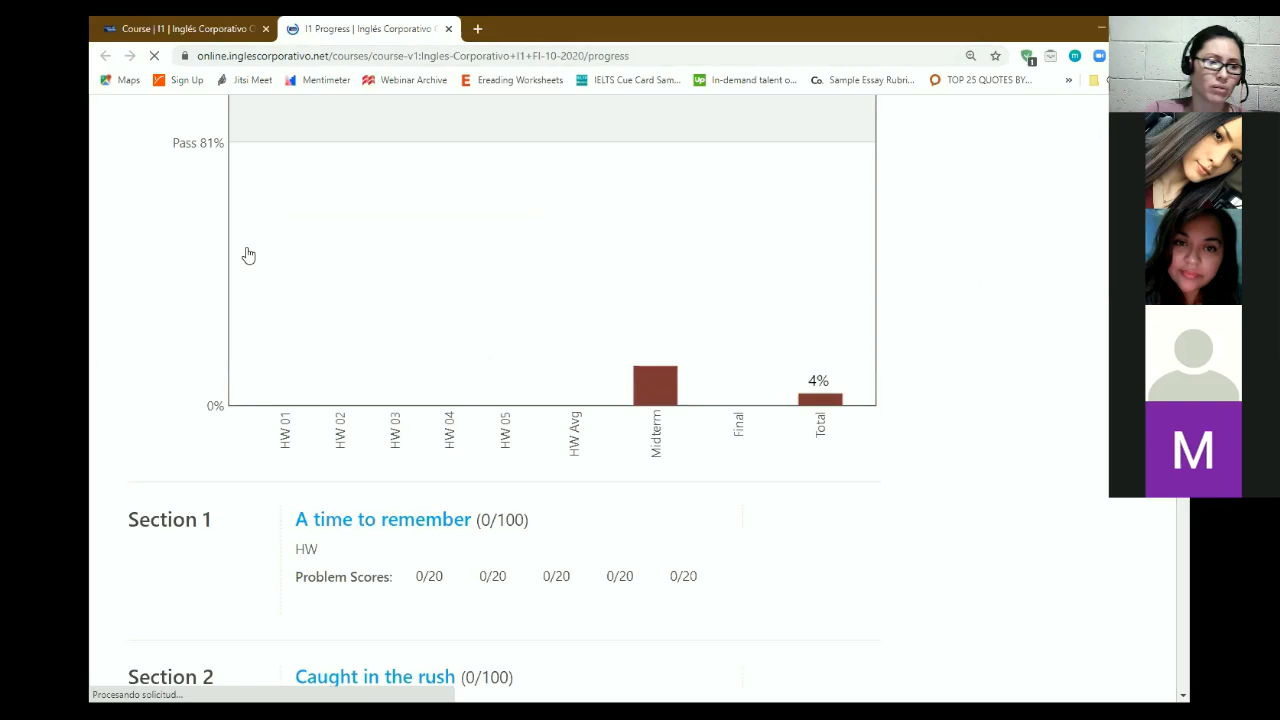 Course | I1 | Inglés Corporativo C
I1 Progress | Inglés Corporativo C
online.inglescorporativo.net/courses/course-v1:Ingles-Corporativo+I1+FI-10-2020/progress
Maps
Sign Up
Jitsi Meet
Mentimeter
Webinar Archive
Ereading Worksheets
IELTS Cue Card Sam...
Up
In-demand talent o...
Co.
Sample Essay Rubri...
TOP 25 QUOTES BY...
»
1
m
Pass 81%
4%
0%
HW 01
HW 02
HW 03
HW 04
HW 05
HW Avg
Midterm
Final
Total
Section 1
A time to remember (0/100)
HW
Problem Scores: 0/20 0/20 0/20 0/20 0/20
Section 2
Caught in the rush (0/100)
Procesando solicitud...
M